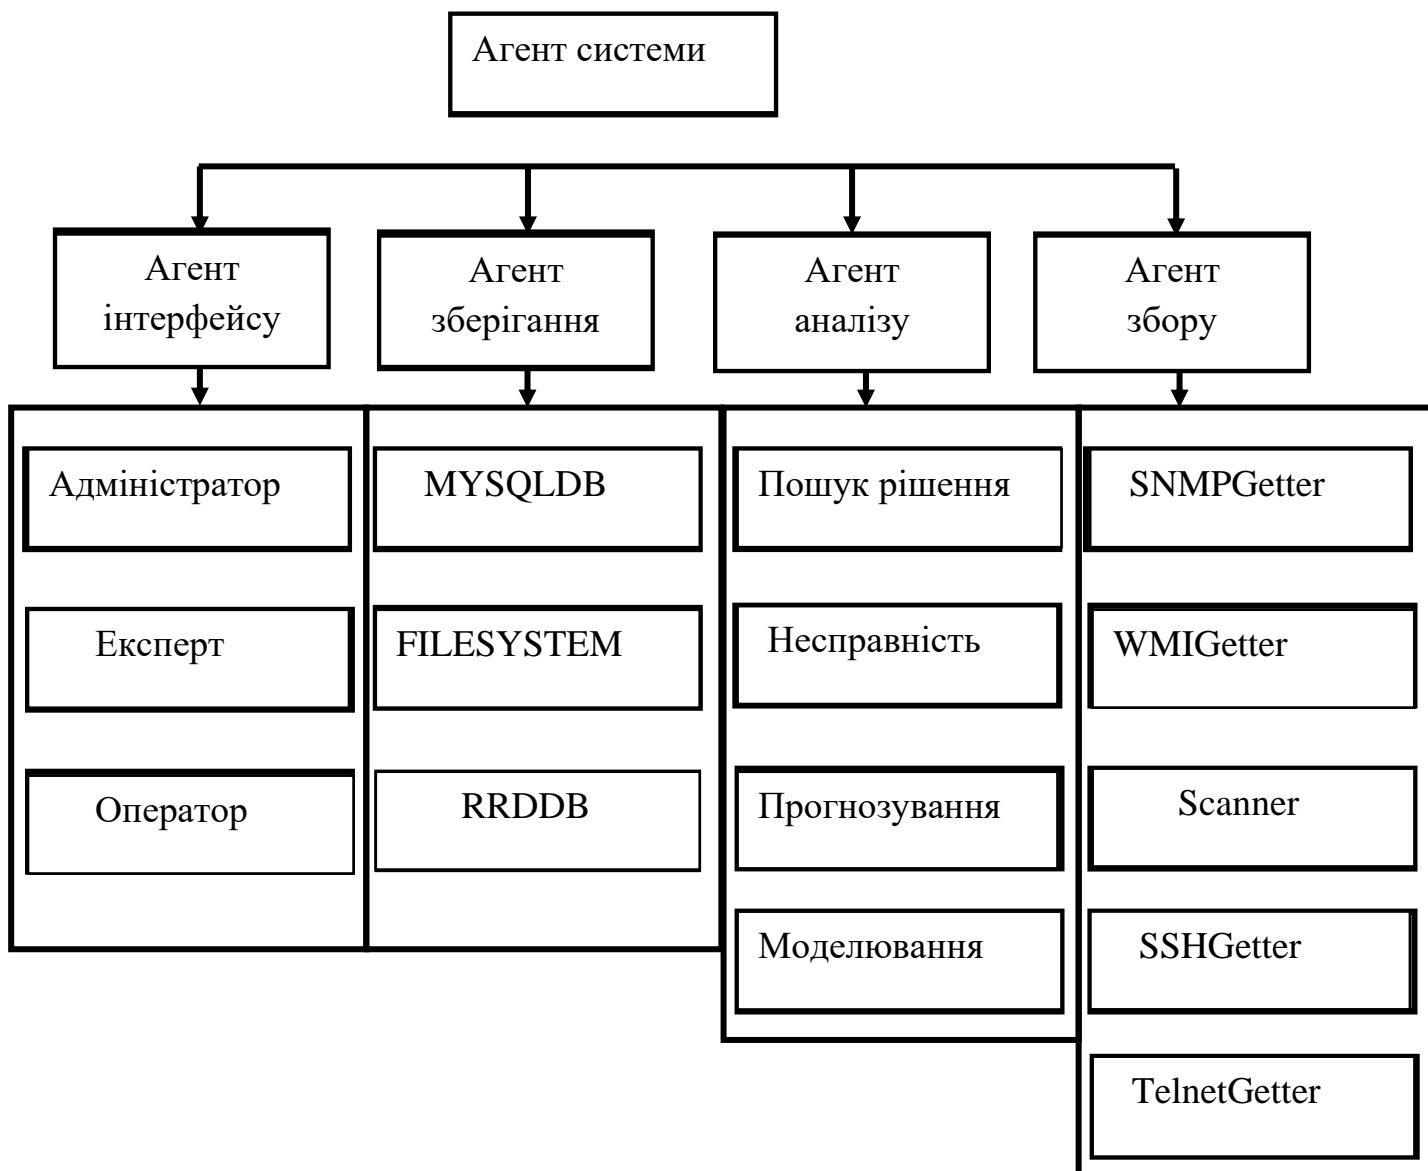 Агент системи
Агент
інтерфейсу
Агент
зберігання
Агент
аналізу
Агент
збору
Адміністратор
Експерт
Оператор
MYSQLDB
FILESYSTEM
RRDDB
Пошук рішення
Несправність
Прогнозування
Моделювання
SNMPGetter
WMIGetter
Scanner
SSHGetter
TelnetGetter